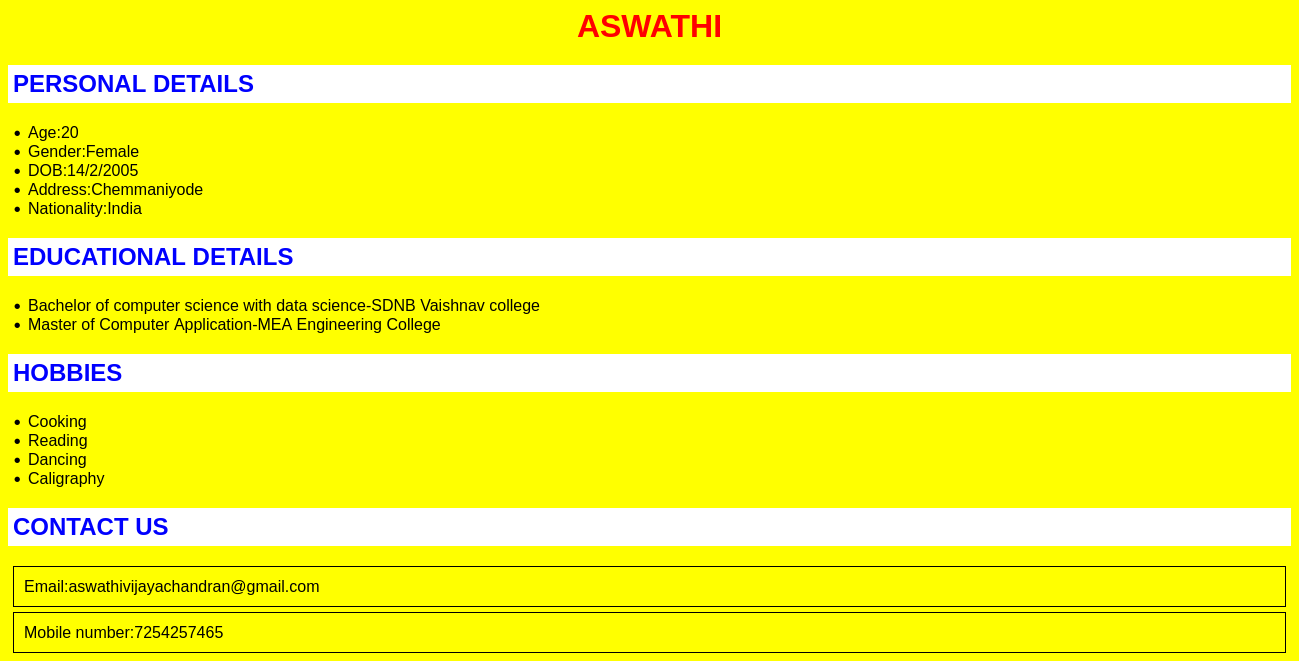 ASWATHI
PERSONAL DETAILS
Age:20
Gender:Female
DOB:14/2/2005
Address:Chemmaniyode
Nationality:India
EDUCATIONAL DETAILS
Bachelor of computer science with data science-SDNB Vaishnav college
Master of Computer Application-MEA Engineering College
HOBBIES
Cooking
Reading
Dancing
Caligraphy
CONTACT US
Email:aswathivijayachandran@gmail.com
Mobile number:7254257465